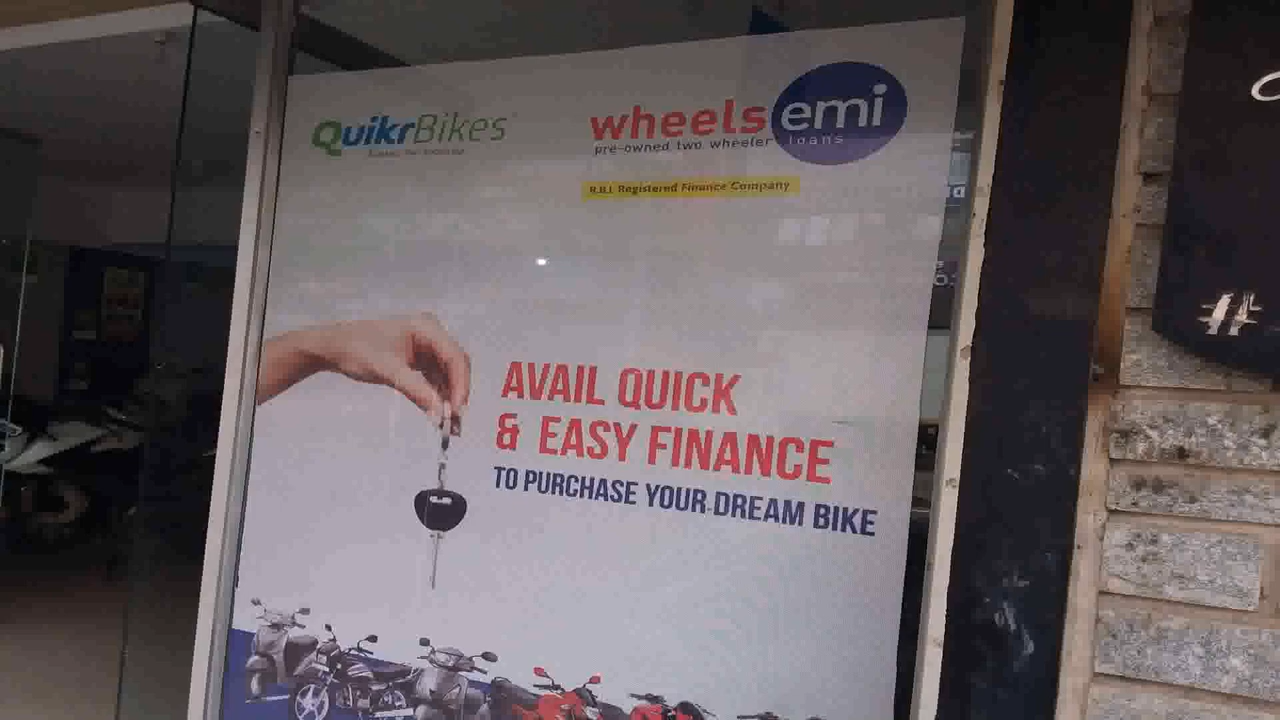 QuikrBikes
wheels emi
pre-owned two wheeler loans
R.B.I. Registered Finance Company
AVAIL QUICK
& EASY FINANCE
TO PURCHASE YOUR DREAM BIKE
#